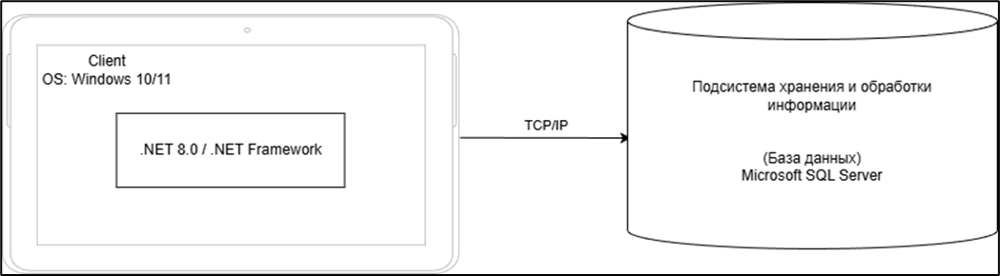 Client
OS: Windows 10/11
.NET 8.0 / .NET Framework
TCP/IP
Подсистема хранения и обработки
информации
(База данных)
Microsoft SQL Server